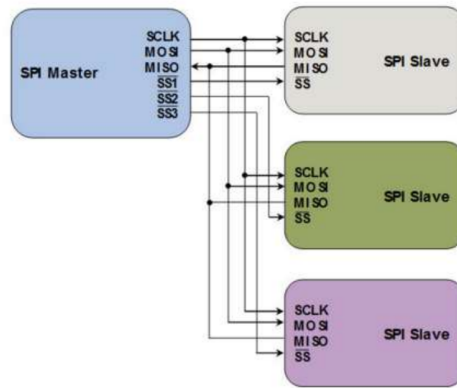 SPI Master
SCLK
MOSI
MISO
SS1
SS2
SS3
SCLK
MOSI
MISO
SS
SPI Slave
SCLK
MOSI
MISO
SS
SPI Slave
SCLK
MOSI
MISO
SS
SPI Slave